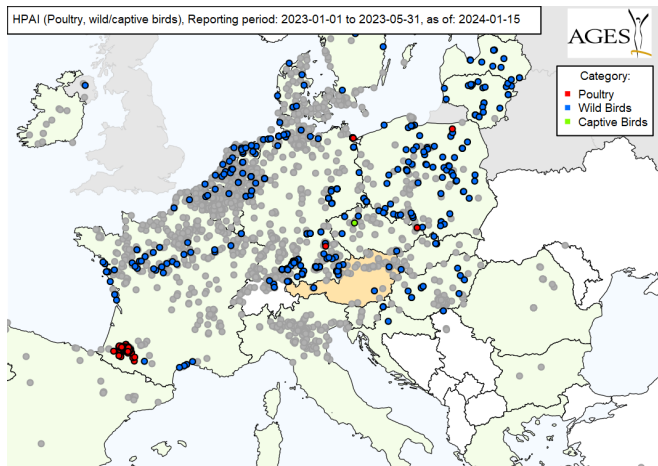 HPAI (Poultry, wild/captive birds), Reporting period: 2023-01-01 to 2023-05-31, as of: 2024-01-15
AGES
Category:
Poultry
Wild Birds
Captive Birds